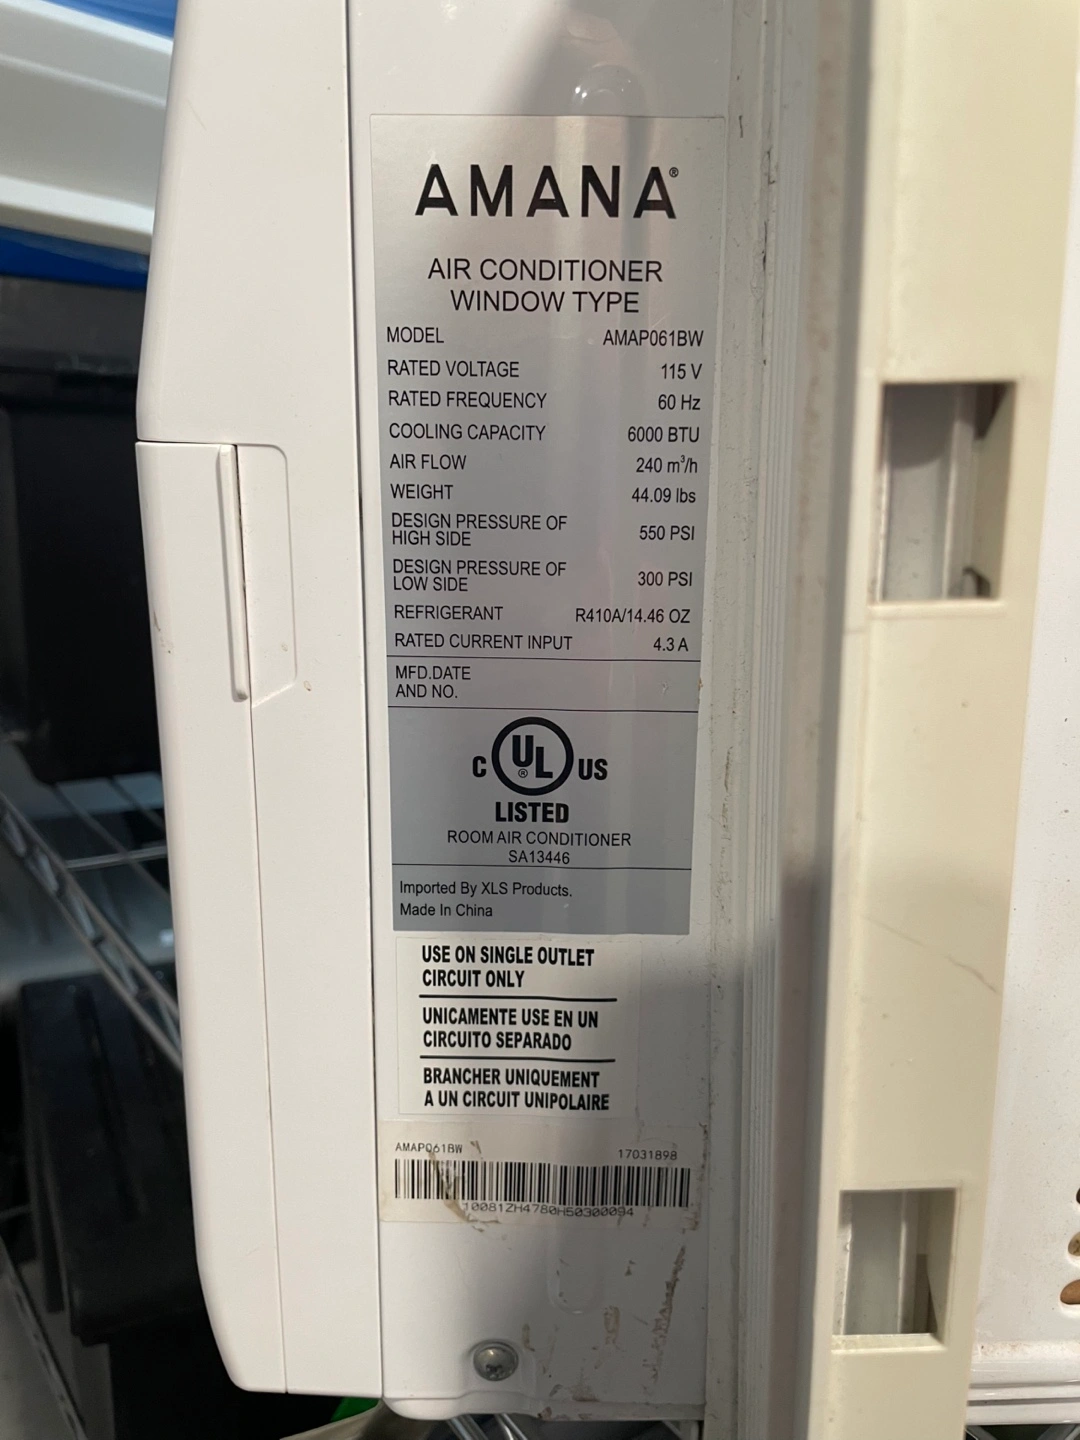 AMANA®
AIR CONDITIONER
WINDOW TYPE
MODEL AMAP061BW
RATED VOLTAGE 115 V
RATED FREQUENCY 60 Hz
COOLING CAPACITY 6000 BTU
AIR FLOW 240 m³/h
WEIGHT 44.09 lbs
DESIGN PRESSURE OF
HIGH SIDE 550 PSI
DESIGN PRESSURE OF
LOW SIDE 300 PSI
REFRIGERANT R410A/14.46 OZ
RATED CURRENT INPUT 4.3 A
MFD.DATE
AND NO.
C UL® US
LISTED
ROOM AIR CONDITIONER
SA13446
Imported By XLS Products.
Made In China
USE ON SINGLE OUTLET
CIRCUIT ONLY
UNICAMENTE USE EN UN
CIRCUITO SEPARADO
BRANCHER UNIQUEMENT
A UN CIRCUIT UNIPOLAIRE
AMAP061BW 17031898
10081ZH4780H50300094